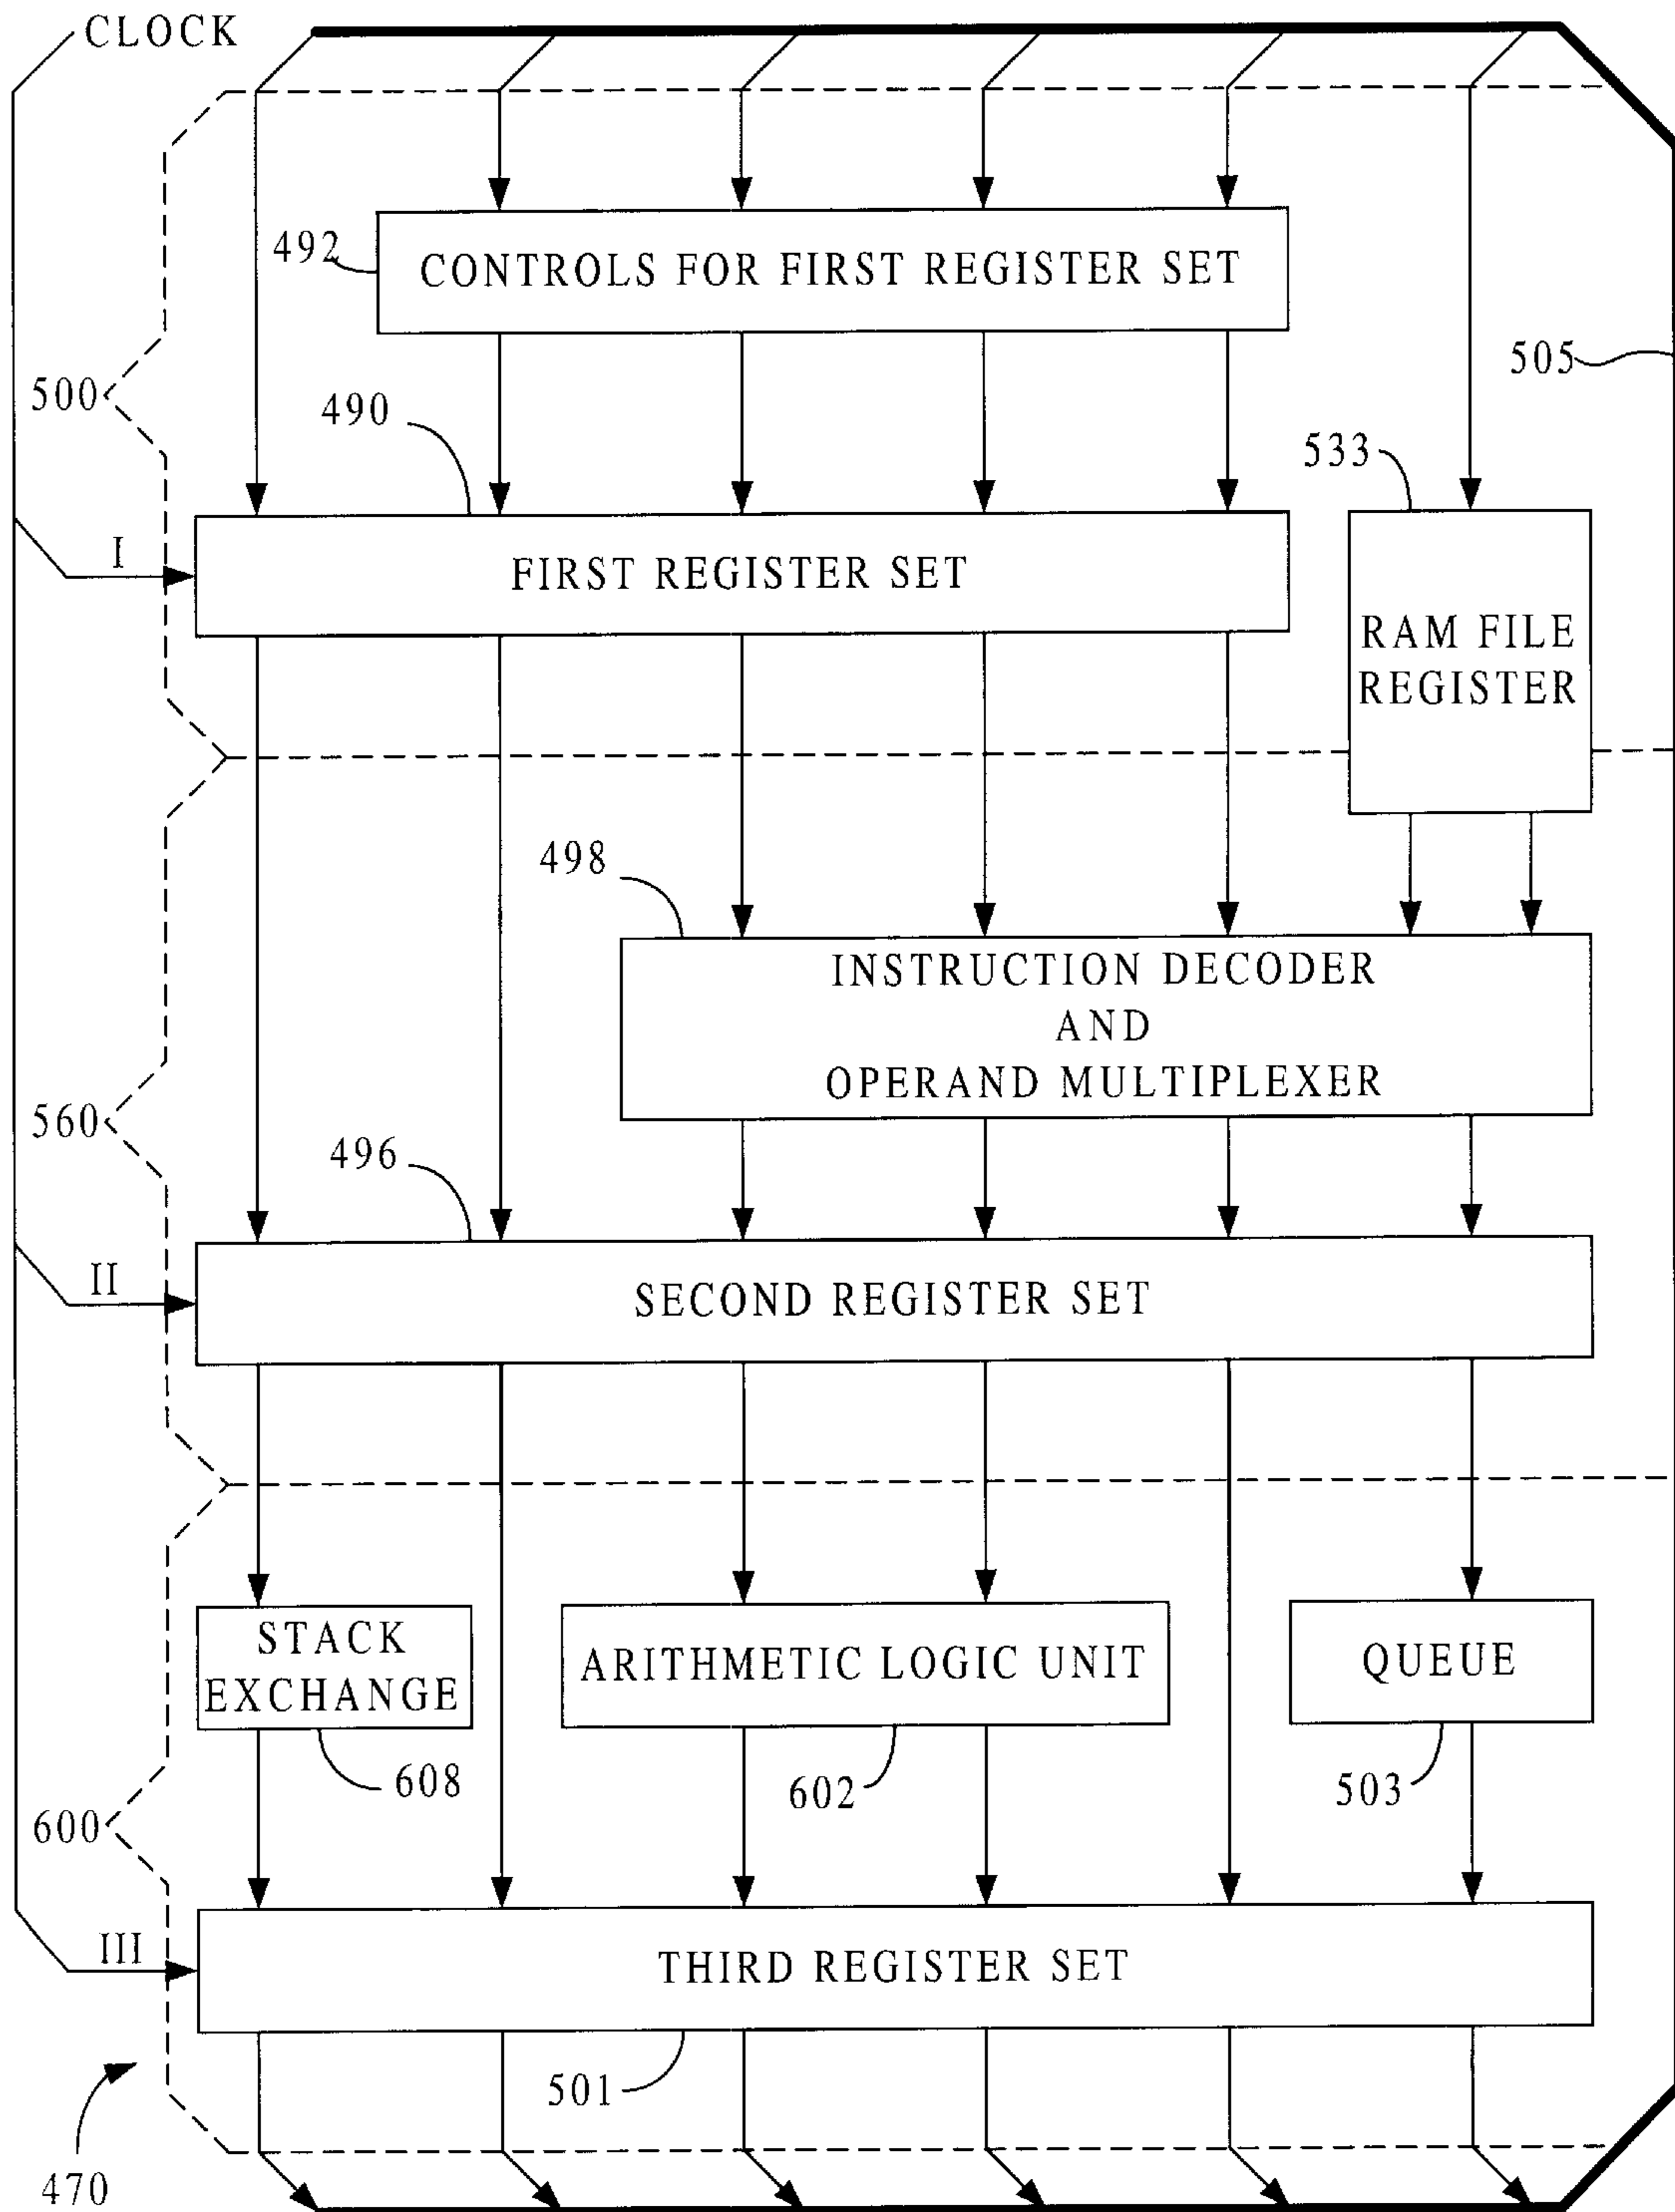 CLOCK
492
CONTROLS FOR FIRST REGISTER SET
505
500
490
533
I
FIRST REGISTER SET
RAM FILE
REGISTER
498
INSTRUCTION DECODER
AND
OPERAND MULTIPLEXER
560
496
II
SECOND REGISTER SET
STACK
EXCHANGE
ARITHMETIC LOGIC UNIT
QUEUE
608
602
503
600
III
THIRD REGISTER SET
501
470